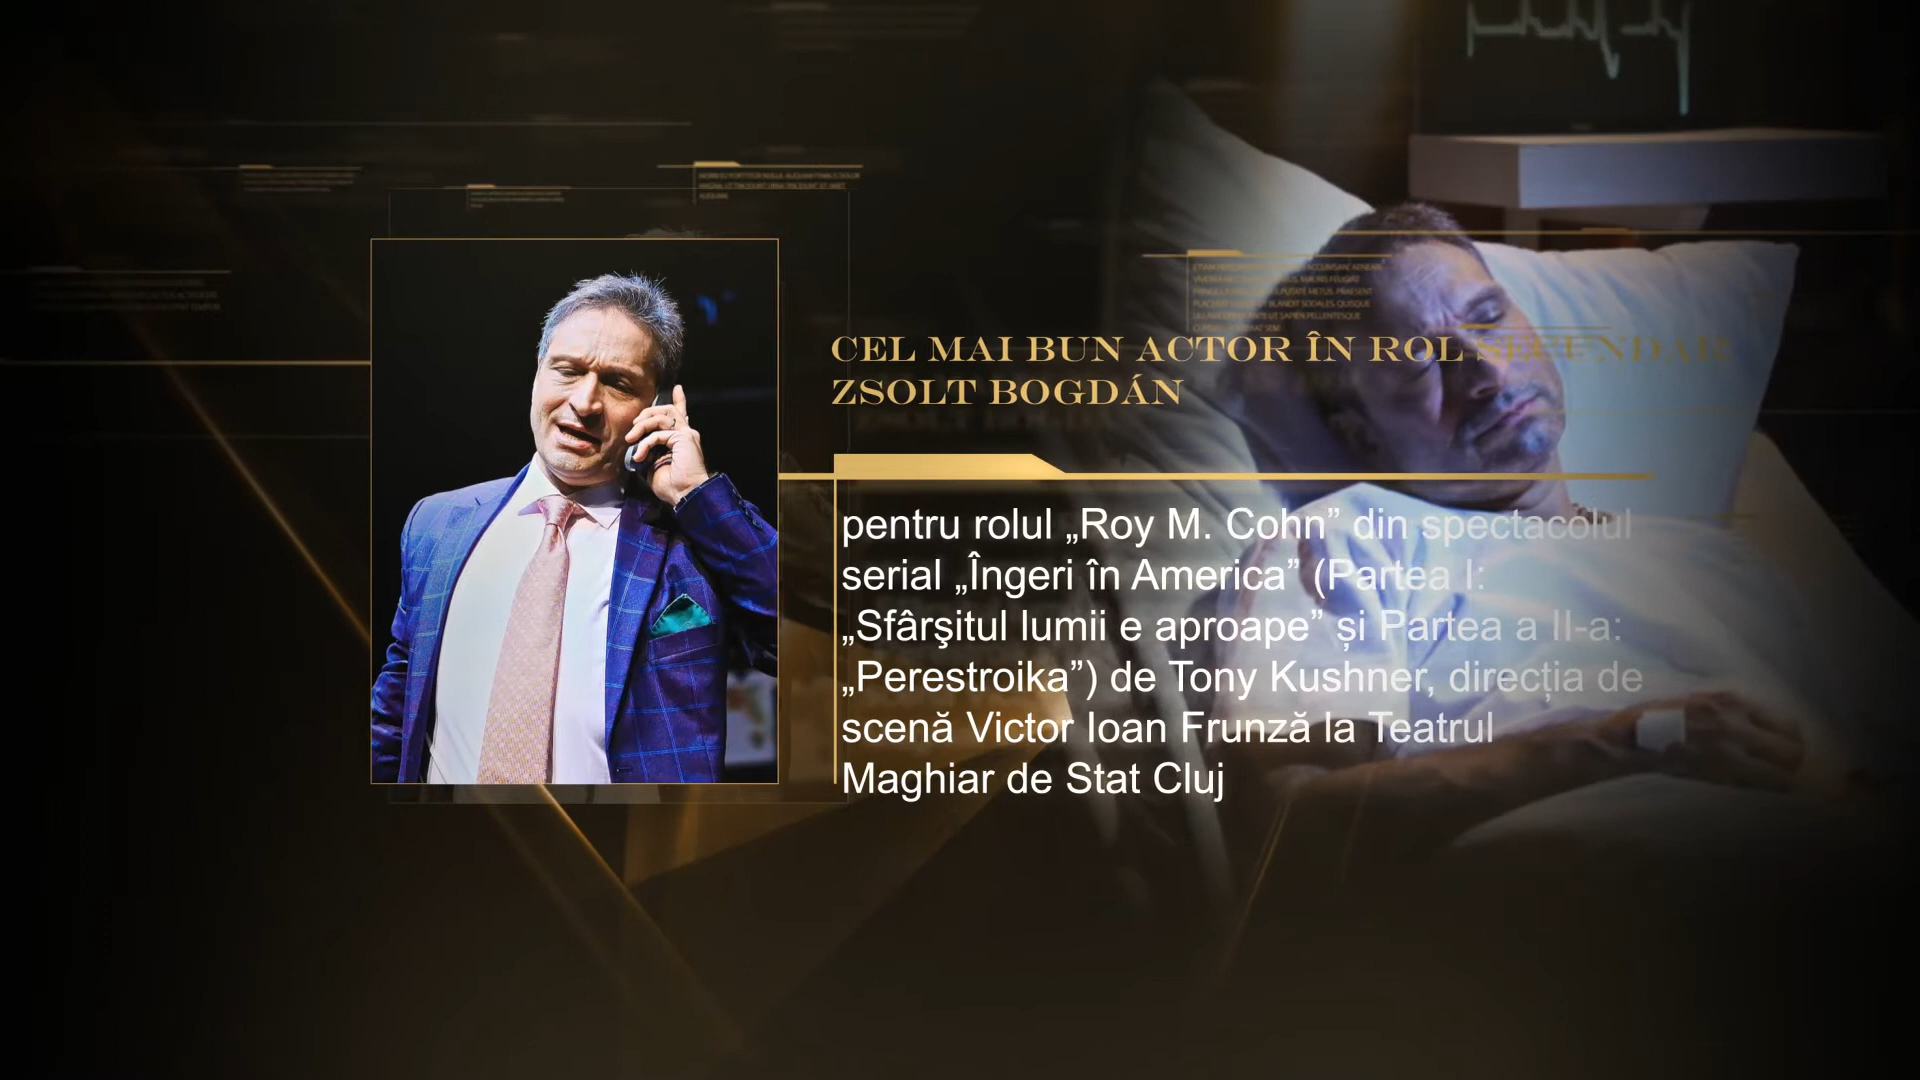 CEL MAI BUN ACTOR ÎN ROL SECUNDAR
ZSOLT BOGDÁN
pentru rolul „Roy M. Cohn” din spectacolul
serial „Îngeri în America” (Partea I:
„Sfârşitul lumii e aproape” și Partea a II-a:
„Perestroika”) de Tony Kushner, direcția de
scenă Victor Ioan Frunză la Teatrul
Maghiar de Stat Cluj